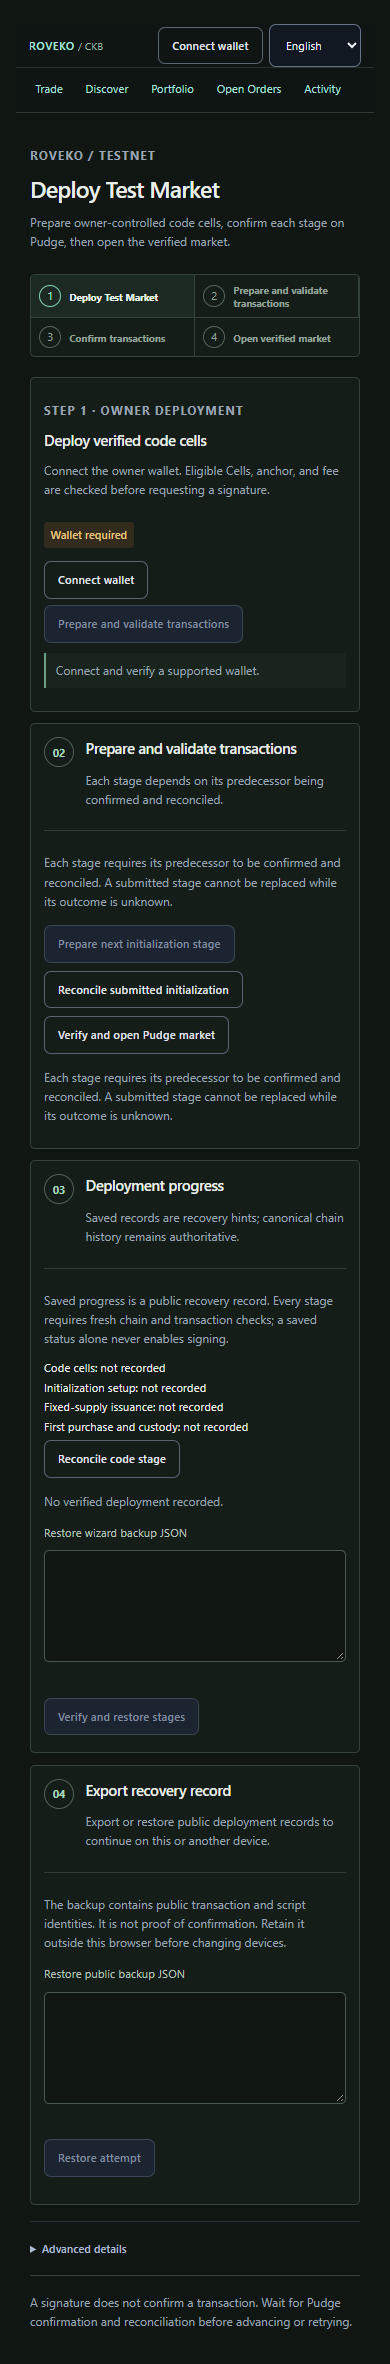 ROVEKO / CKB
Connect wallet
English
Trade Discover Portfolio Open Orders Activity
ROVEKO / TESTNET
Deploy Test Market
Prepare owner-controlled code cells, confirm each stage on
Pudge, then open the verified market.
1 Deploy Test Market
2 Prepare and validate
transactions
3 Confirm transactions
4 Open verified market
STEP 1 · OWNER DEPLOYMENT
Deploy verified code cells
Connect the owner wallet. Eligible Cells, anchor, and fee
are checked before requesting a signature.
Wallet required
Connect wallet
Prepare and validate transactions
Connect and verify a supported wallet.
02 Prepare and validate transactions
Each stage depends on its predecessor being
confirmed and reconciled.
Each stage requires its predecessor to be confirmed and
reconciled. A submitted stage cannot be replaced while
its outcome is unknown.
Prepare next initialization stage
Reconcile submitted initialization
Verify and open Pudge market
Each stage requires its predecessor to be confirmed and
reconciled. A submitted stage cannot be replaced while
its outcome is unknown.
03 Deployment progress
Saved records are recovery hints; canonical chain
history remains authoritative.
Saved progress is a public recovery record. Every stage
requires fresh chain and transaction checks; a saved
status alone never enables signing.
Code cells: not recorded
Initialization setup: not recorded
Fixed-supply issuance: not recorded
First purchase and custody: not recorded
Reconcile code stage
No verified deployment recorded.
Restore wizard backup JSON
Verify and restore stages
04 Export recovery record
Export or restore public deployment records to
continue on this or another device.
The backup contains public transaction and script
identities. It is not proof of confirmation. Retain it
outside this browser before changing devices.
Restore public backup JSON
Restore attempt
Advanced details
A signature does not confirm a transaction. Wait for Pudge
confirmation and reconciliation before advancing or retrying.